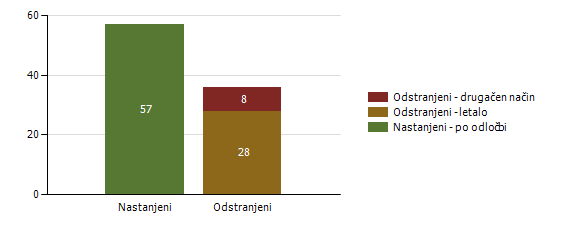 60
40
20
0
57
8
28
Nastanjeni
Odstranjeni
Odstranjeni - drugačen način
Odstranjeni - letalo
Nastanjeni - po odločbi